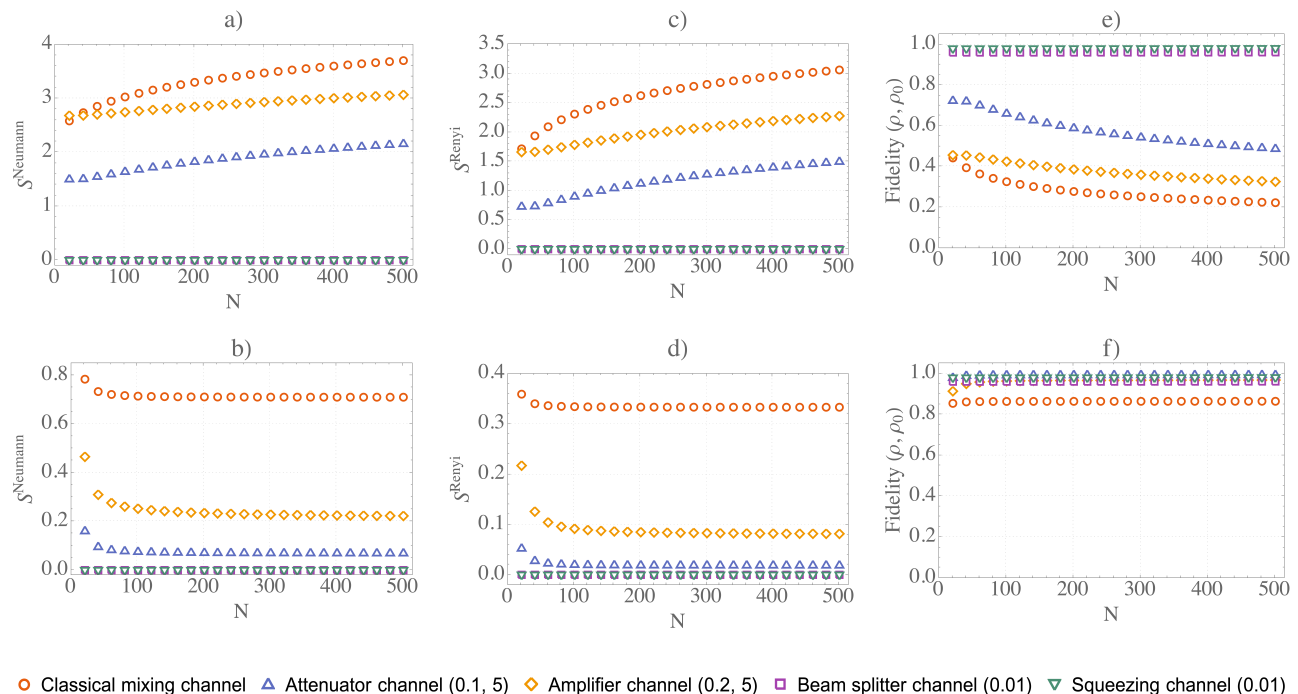 a)
4
3
2
1
0
S^Neumann
0 100 200 300 400 500
N
c)
3.5
3.0
2.5
2.0
1.5
1.0
0.5
0.0
S^Renyi
0 100 200 300 400 500
N
e)
1.0
0.8
0.6
0.4
0.2
0.0
Fidelity (ρ, ρ₀)
0 100 200 300 400 500
N
b)
0.8
0.6
0.4
0.2
0.0
S^Neumann
0 100 200 300 400 500
N
d)
0.4
0.3
0.2
0.1
0.0
S^Renyi
0 100 200 300 400 500
N
f)
1.0
0.8
0.6
0.4
0.2
0.0
Fidelity (ρ, ρ₀)
0 100 200 300 400 500
N
Classical mixing channel Attenuator channel (0.1, 5) Amplifier channel (0.2, 5) Beam splitter channel (0.01) Squeezing channel (0.01)